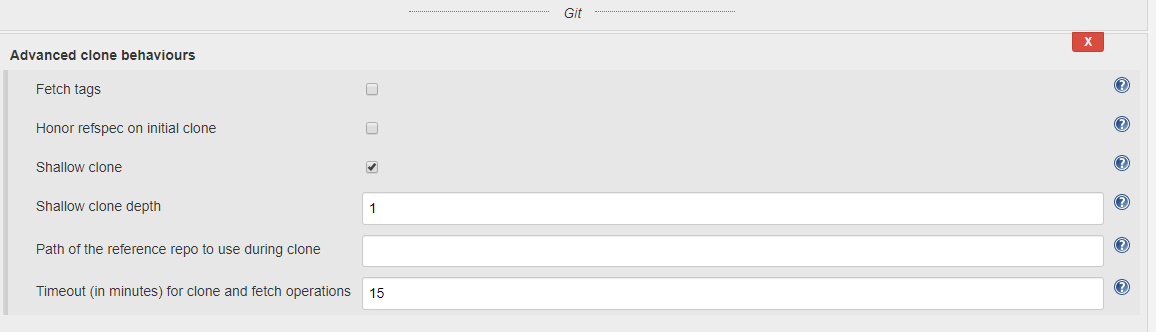 Git
X
Advanced clone behaviours
Fetch tags
?
Honor refspec on initial clone
?
Shallow clone
?
Shallow clone depth 1
?
Path of the reference repo to use during clone
?
Timeout (in minutes) for clone and fetch operations 15
?